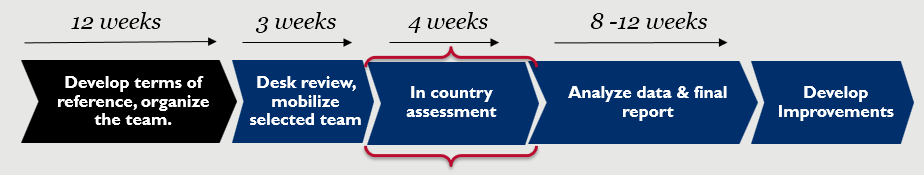 12 weeks
3 weeks
4 weeks
8 -12 weeks
Develop terms of
reference, organize
the team.
Desk review,
mobilize
selected team
In country
assessment
Analyze data & final
report
Develop
Improvements